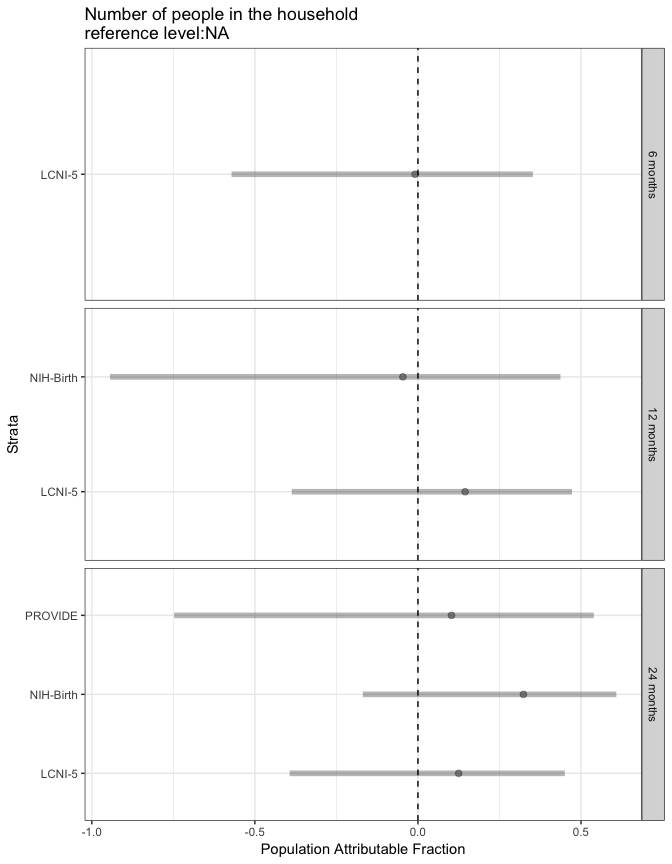 Number of people in the household
reference level:NA
LCNI-5
6 months
NIH-Birth
LCNI-5
12 months
PROVIDE
NIH-Birth
LCNI-5
24 months
Strata
-1.0
-0.5
0.0
0.5
Population Attributable Fraction